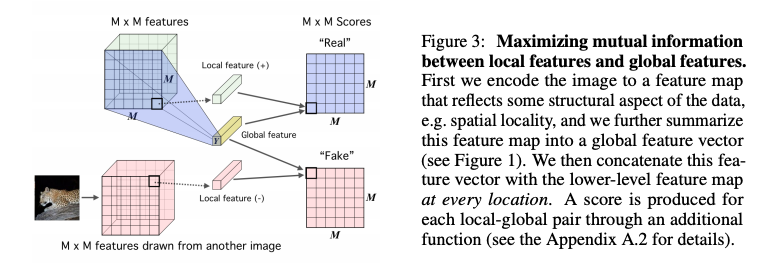 M x M features
M x M Scores
"Real"
Local feature (+)
M
M
M
M
Y
Global feature
"Fake"
Local feature (-)
M
M
M x M features drawn from another image
Figure 3: Maximizing mutual information
between local features and global features.
First we encode the image to a feature map
that reflects some structural aspect of the data,
e.g. spatial locality, and we further summarize
this feature map into a global feature vector
(see Figure 1). We then concatenate this fea-
ture vector with the lower-level feature map
at every location. A score is produced for
each local-global pair through an additional
function (see the Appendix A.2 for details).